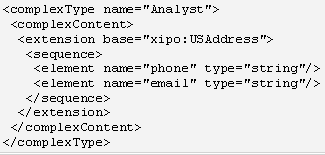 <complexType name="Analyst">
<complexContent>
<extension base="xipo:USAddress">
<sequence>
<element name="phone" type="string"/>
<element name="email" type="string"/>
</sequence>
</extension>
</complexContent>
</complexType>